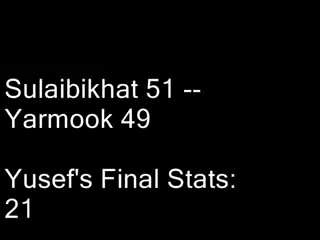 Sulaibikhat 51 --
Yarmook 49
Yusef's Final Stats:
21